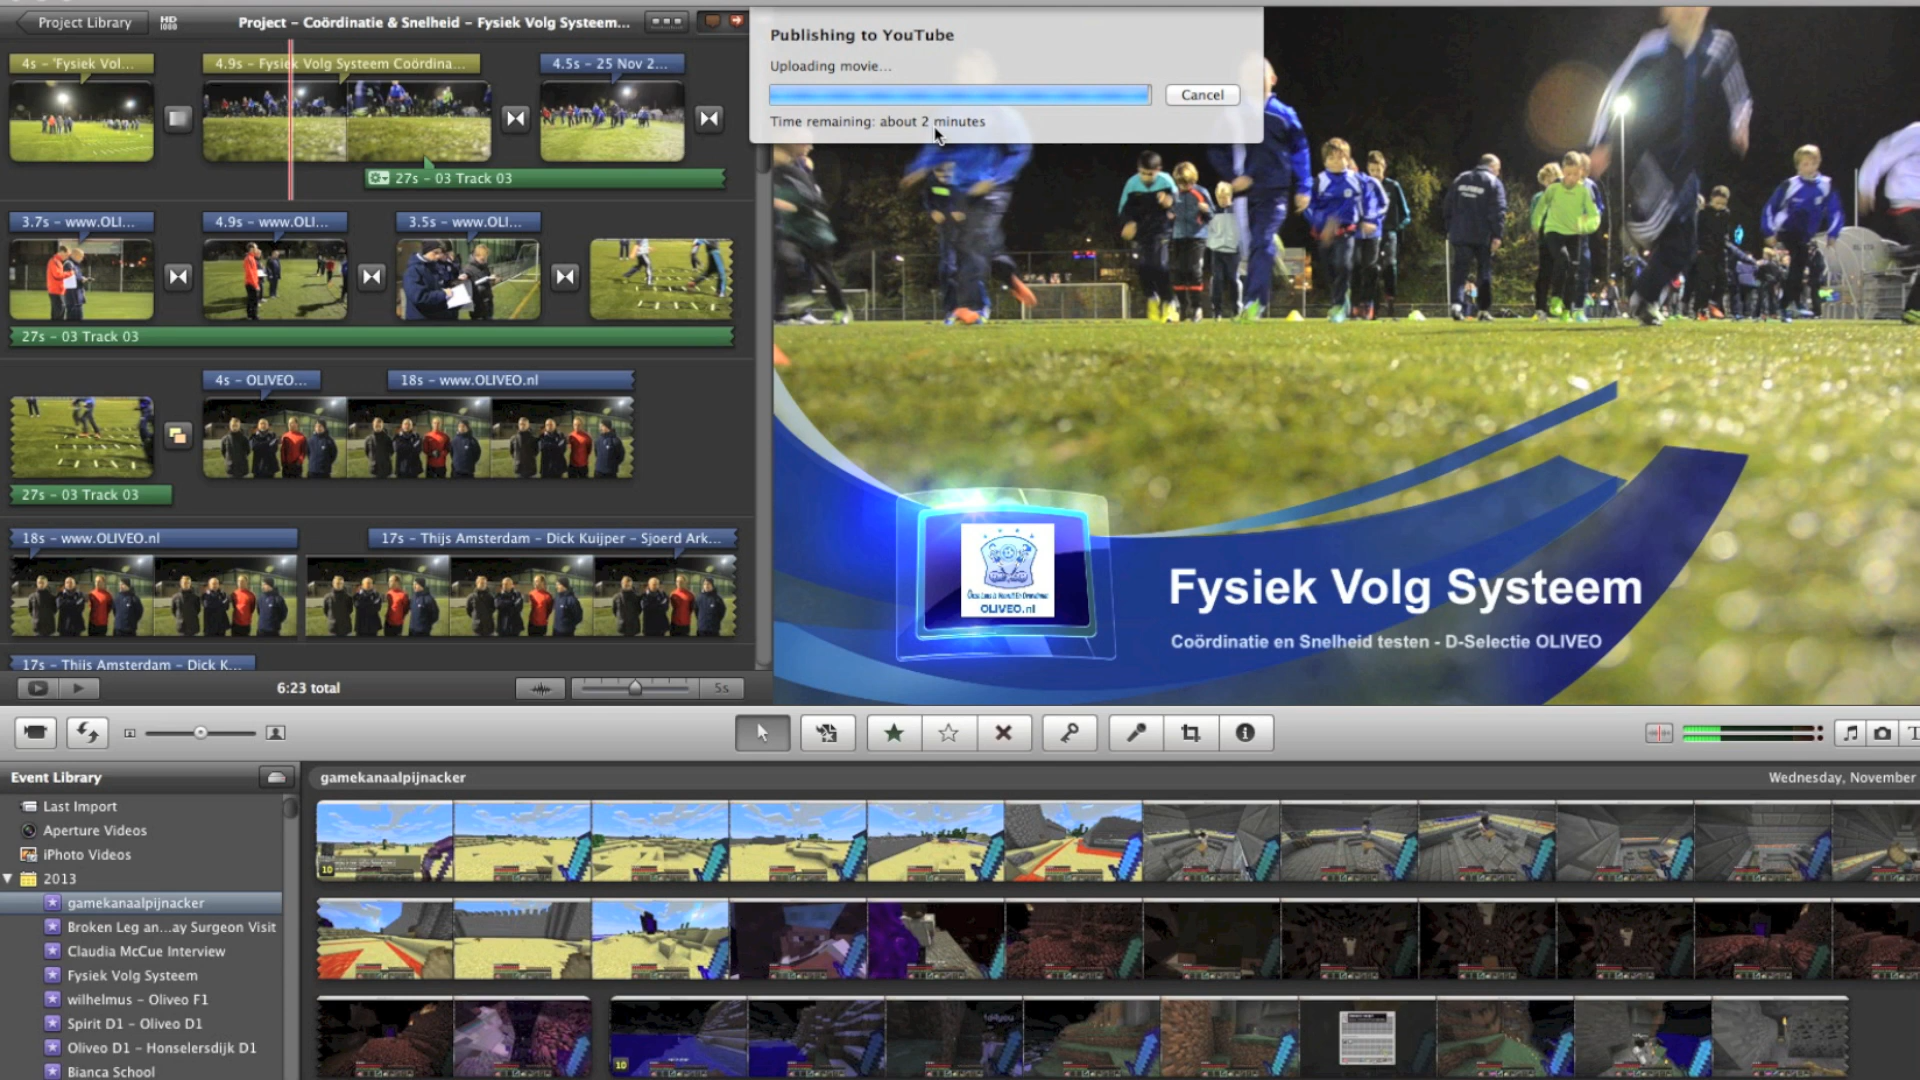 Project Library
HD
Project – Coördinatie & Snelheid – Fysiek Volg Systeem...
4s – 'Fysiek Vol...
4.9s – Fysiek Volg Systeem Coördina...
4.5s – 25 Nov 2...
27s – 03 Track 03
3.7s – www.OLI...
4.9s – www.OLI...
3.5s – www.OLI...
27s – 03 Track 03
4s – OLIVEO...
18s – www.OLIVEO.nl
27s – 03 Track 03
18s – www.OLIVEO.nl
17s – Thijs Amsterdam – Dick Kuijper – Sjoerd Ark...
17s – Thijs Amsterdam – Dick K...
6:23 total
5s
Publishing to YouTube
Uploading movie...
Cancel
Time remaining: about 2 minutes
OLIVEO.nl
Fysiek Volg Systeem
Coördinatie en Snelheid testen - D-Selectie OLIVEO
Event Library
Last Import
Aperture Videos
iPhoto Videos
2013
gamekanaalpijnacker
Broken Leg an...ay Surgeon Visit
Claudia McCue Interview
Fysiek Volg Systeem
wilhelmus – Oliveo F1
Spirit D1 – Oliveo D1
Oliveo D1 – Honselersdijk D1
Bianca School
gamekanaalpijnacker
Wednesday, November
10
10